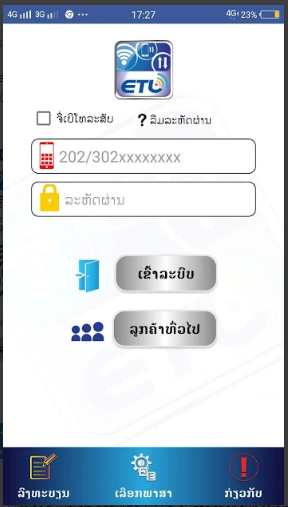 4G 3G ... 17:27 4G 23%
ETL
ຈື່ເບີໂທລະສັບ ? ລືມລະຫັດຜ່ານ
202/302xxxxxxxx
ລະຫັດຜ່ານ
ເຂົ້າລະບົບ
ລູກຄ້າທົ່ວໄປ
ລົງທະບຽນ ເລືອກພາສາ ກ່ຽວກັບ